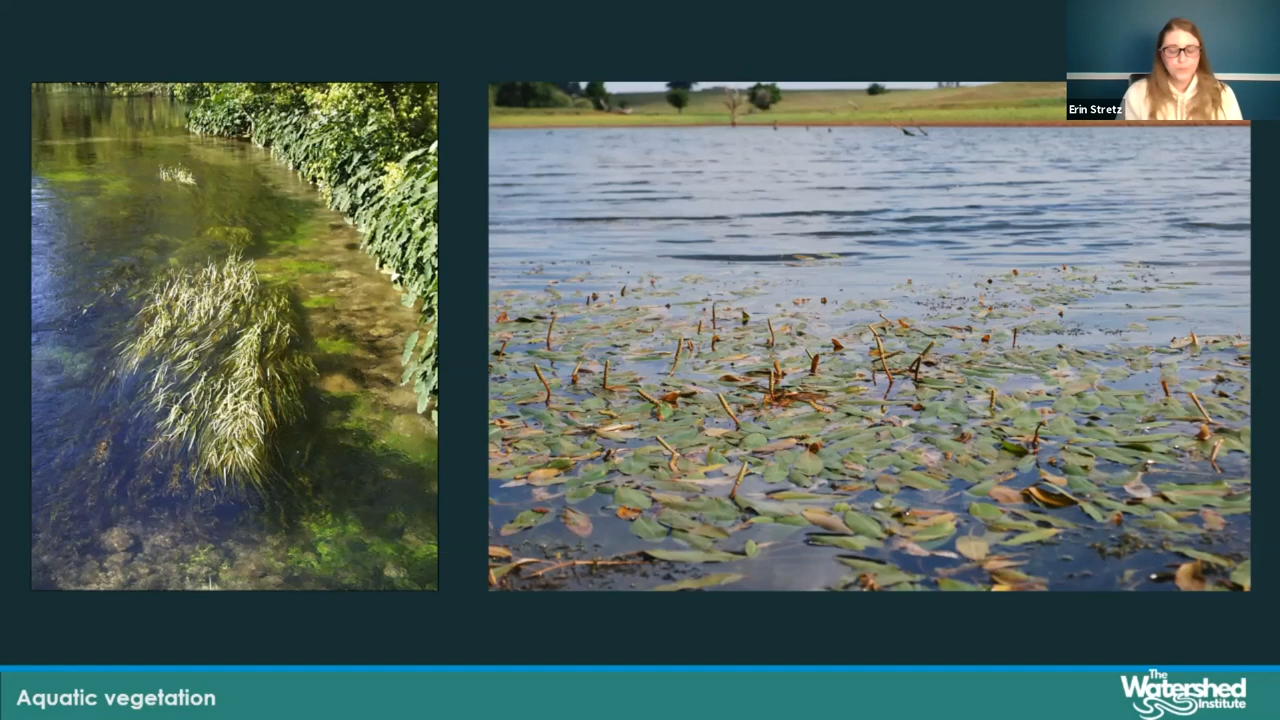 Erin Stretz
Aquatic vegetation
The
Watershed
Institute